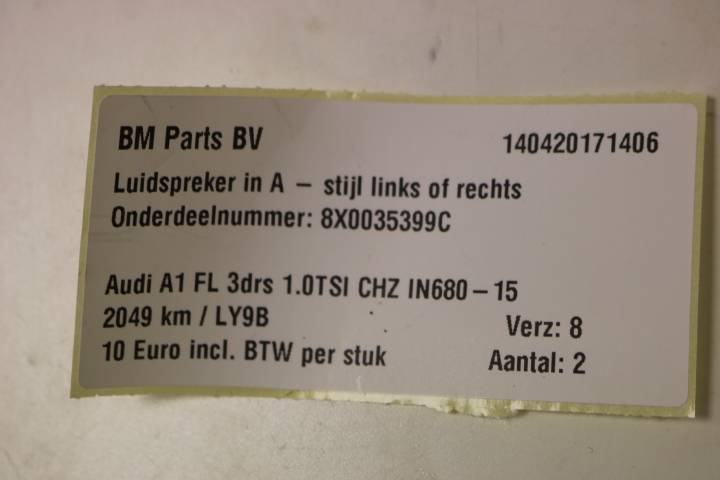 BM Parts BV 140420171406
Luidspreker in A – stijl links of rechts
Onderdeelnummer: 8X0035399C
Audi A1 FL 3drs 1.0TSI CHZ IN680–15
2049 km / LY9B Verz: 8
10 Euro incl. BTW per stuk Aantal: 2